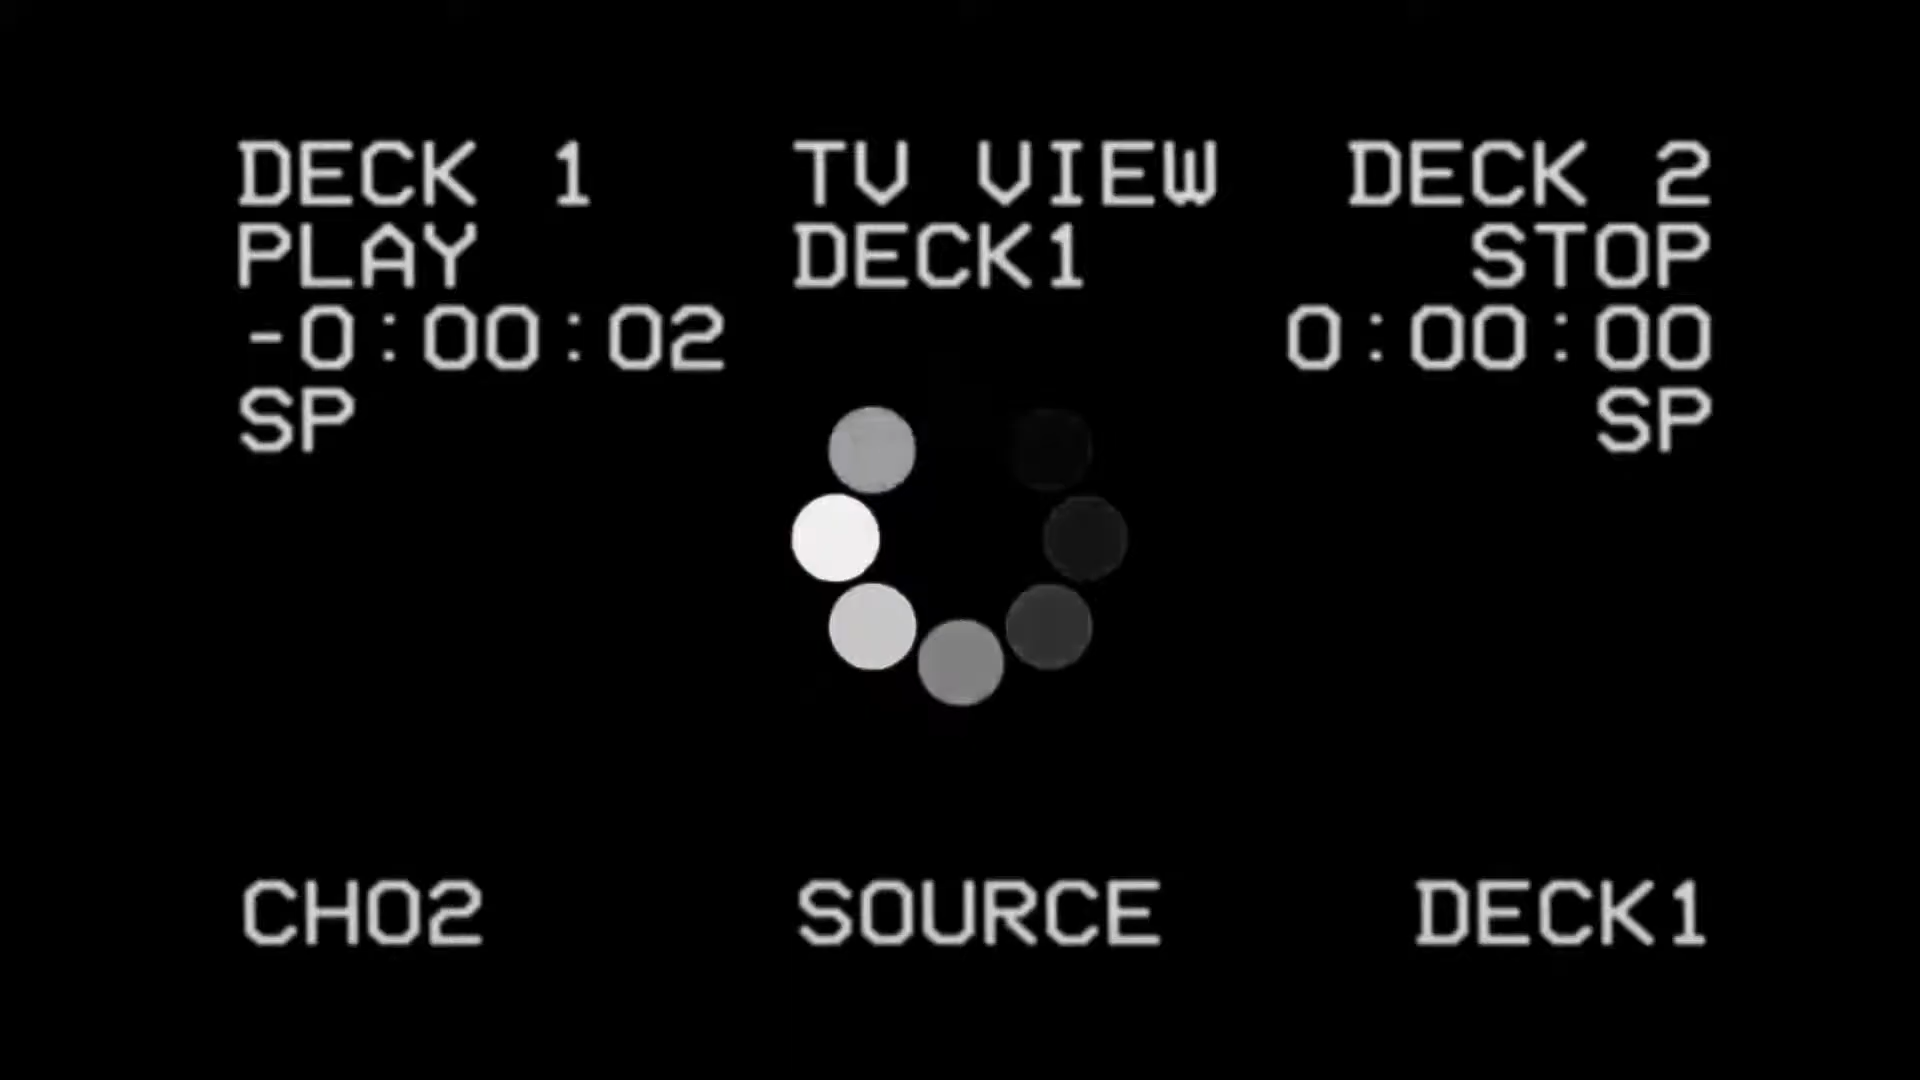 DECK 1 TV VIEW DECK 2
PLAY DECK1 STOP
-0:00:02 0:00:00
SP SP
CH02 SOURCE DECK1